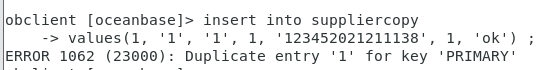 obclient [oceanbase]> insert into suppliercopy
-> values(1, '1', '1', 1, '123452021211138', 1, 'ok') ;
ERROR 1062 (23000): Duplicate entry '1' for key 'PRIMARY'